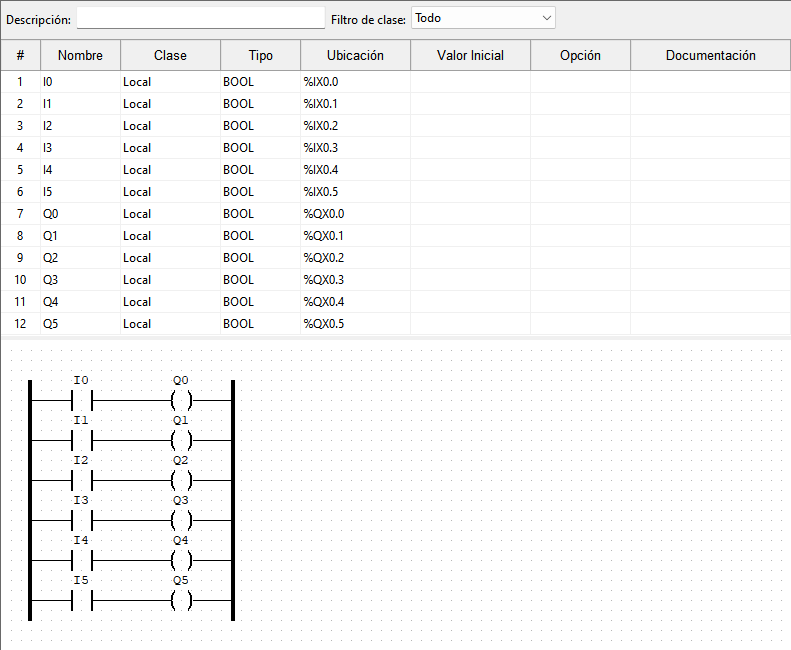 Descripción: Filtro de clase: Todo
# Nombre Clase Tipo Ubicación Valor Inicial Opción Documentación
1 I0 Local BOOL %IX0.0
2 I1 Local BOOL %IX0.1
3 I2 Local BOOL %IX0.2
4 I3 Local BOOL %IX0.3
5 I4 Local BOOL %IX0.4
6 I5 Local BOOL %IX0.5
7 Q0 Local BOOL %QX0.0
8 Q1 Local BOOL %QX0.1
9 Q2 Local BOOL %QX0.2
10 Q3 Local BOOL %QX0.3
11 Q4 Local BOOL %QX0.4
12 Q5 Local BOOL %QX0.5
I0 Q0
I1 Q1
I2 Q2
I3 Q3
I4 Q4
I5 Q5